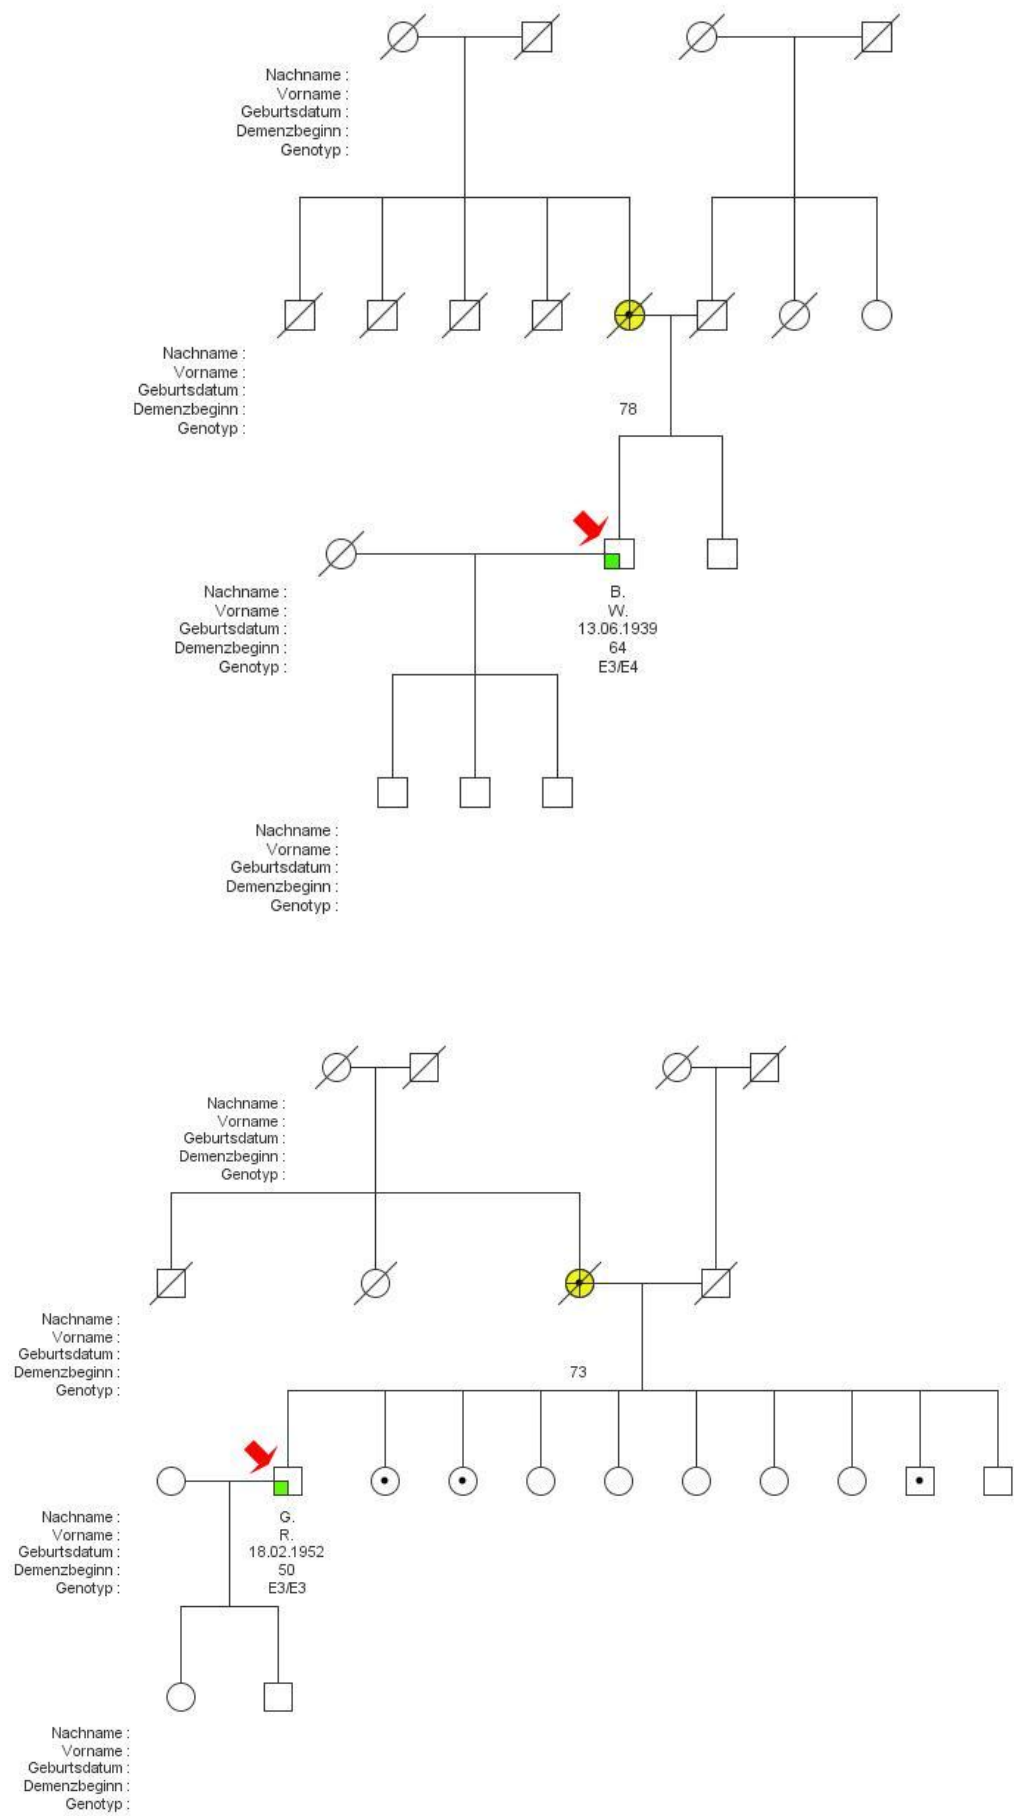 Nachname :
Vorname :
Geburtsdatum :
Demenzbeginn :
Genotyp :
Nachname :
Vorname :
Geburtsdatum :
Demenzbeginn : 78
Genotyp :
Nachname : B.
Vorname : W.
Geburtsdatum : 13.06.1939
Demenzbeginn : 64
Genotyp : E3/E4
Nachname :
Vorname :
Geburtsdatum :
Demenzbeginn :
Genotyp :
Nachname :
Vorname :
Geburtsdatum :
Demenzbeginn :
Genotyp :
Nachname :
Vorname :
Geburtsdatum :
Demenzbeginn : 73
Genotyp :
Nachname : G.
Vorname : R.
Geburtsdatum : 18.02.1952
Demenzbeginn : 50
Genotyp : E3/E3
Nachname :
Vorname :
Geburtsdatum :
Demenzbeginn :
Genotyp :